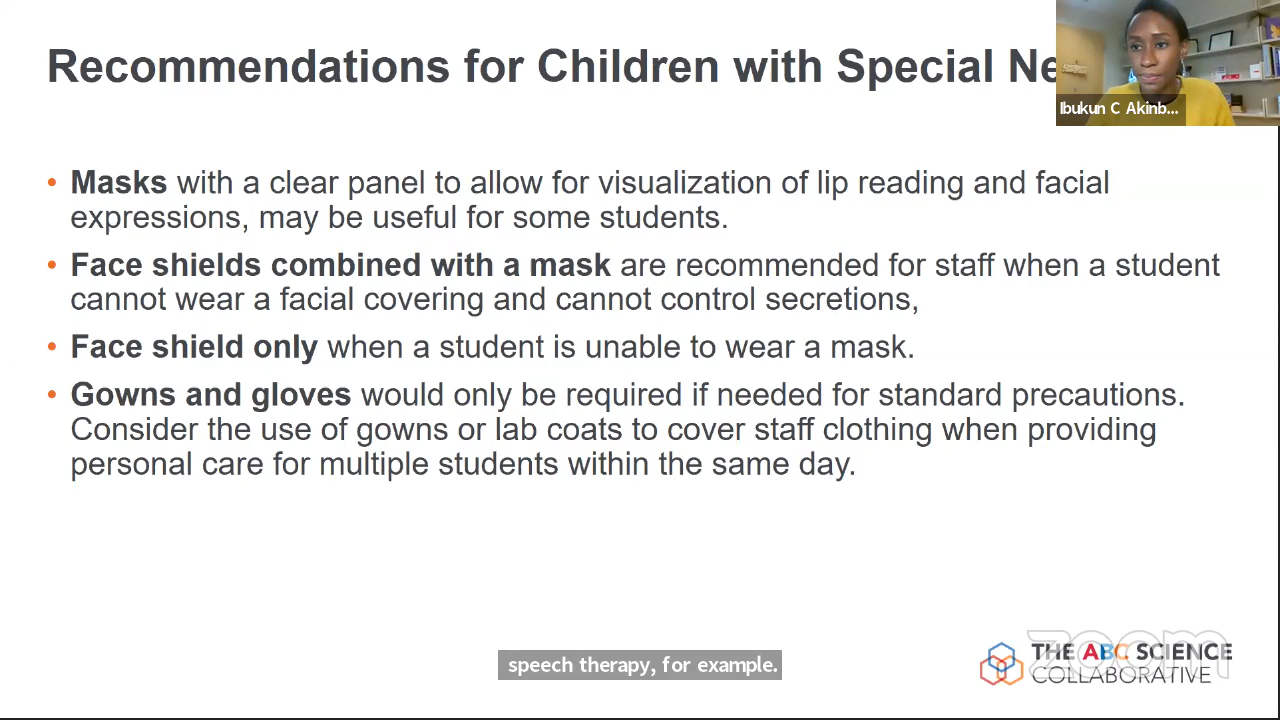 Recommendations for Children with Special Ne
Ibukun C Akinb...
• Masks with a clear panel to allow for visualization of lip reading and facial
expressions, may be useful for some students.
• Face shields combined with a mask are recommended for staff when a student
cannot wear a facial covering and cannot control secretions,
• Face shield only when a student is unable to wear a mask.
• Gowns and gloves would only be required if needed for standard precautions.
Consider the use of gowns or lab coats to cover staff clothing when providing
personal care for multiple students within the same day.
speech therapy, for example.
zoom
THE ABC SCIENCE
COLLABORATIVE